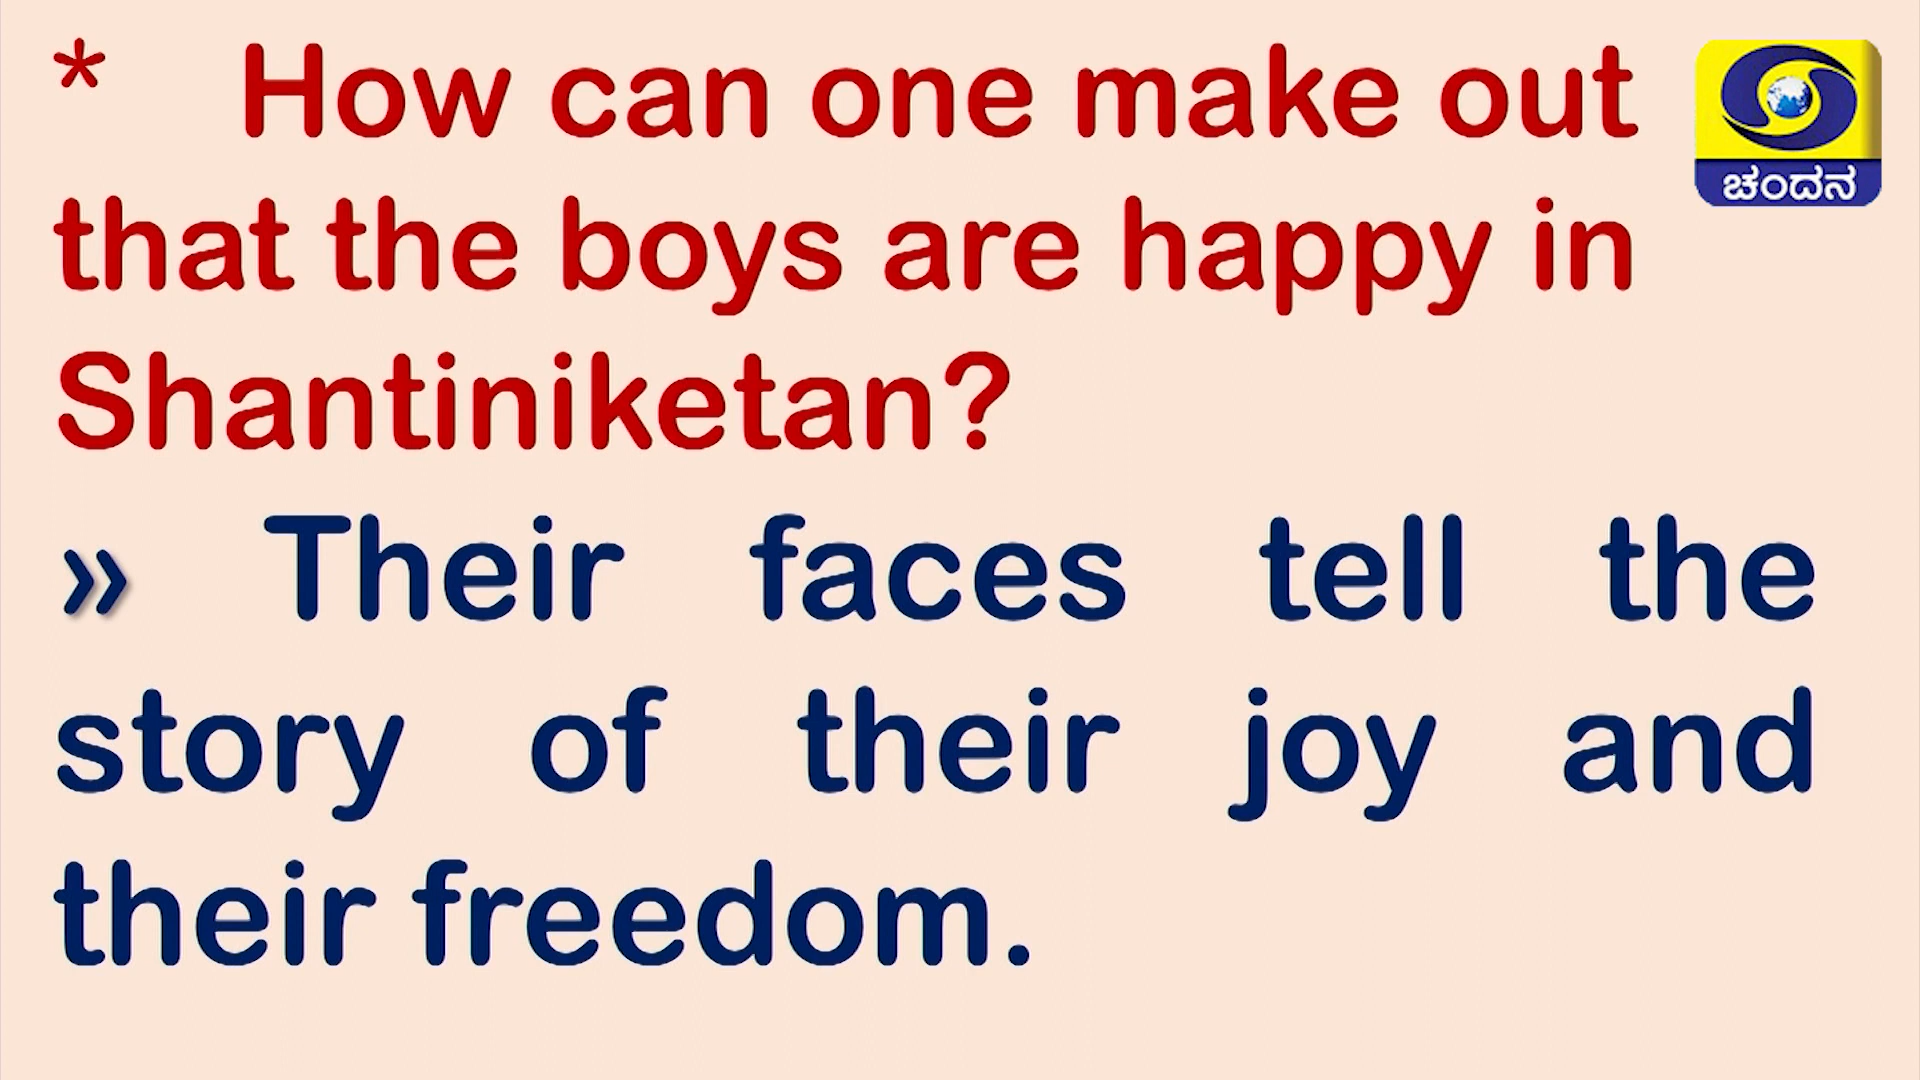 * How can one make out
that the boys are happy in
Shantiniketan?
» Their faces tell the
story of their joy and
their freedom.
ಚಂದನ